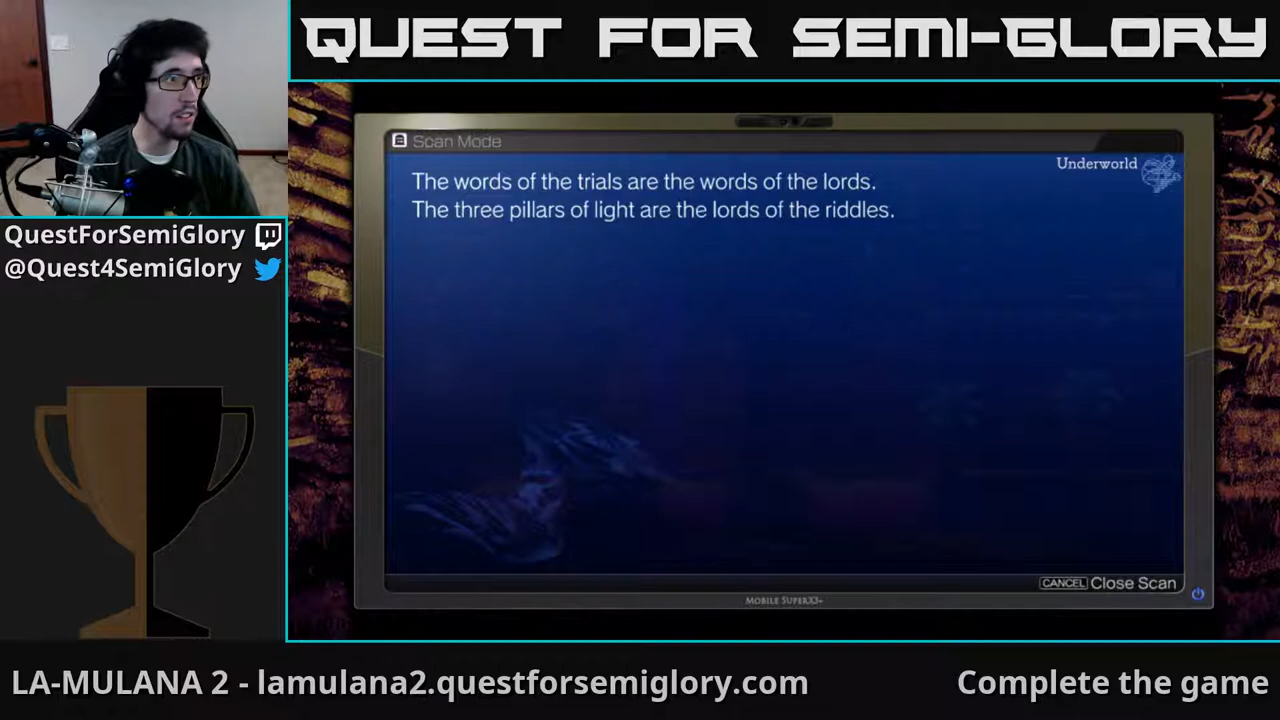 QUEST FOR SEMI-GLORY
Scan Mode
Underworld
The words of the trials are the words of the lords.
The three pillars of light are the lords of the riddles.
QuestForSemiGlory
@Quest4SemiGlory
CANCEL Close Scan
MOBILE SUPERX3+
LA-MULANA 2 - lamulana2.questforsemiglory.com
Complete the game